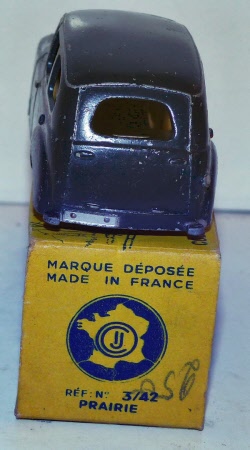 MARQUE DÉPOSÉE
MADE IN FRANCE
CIJ
RÉF: Nº 3/42
PRAIRIE